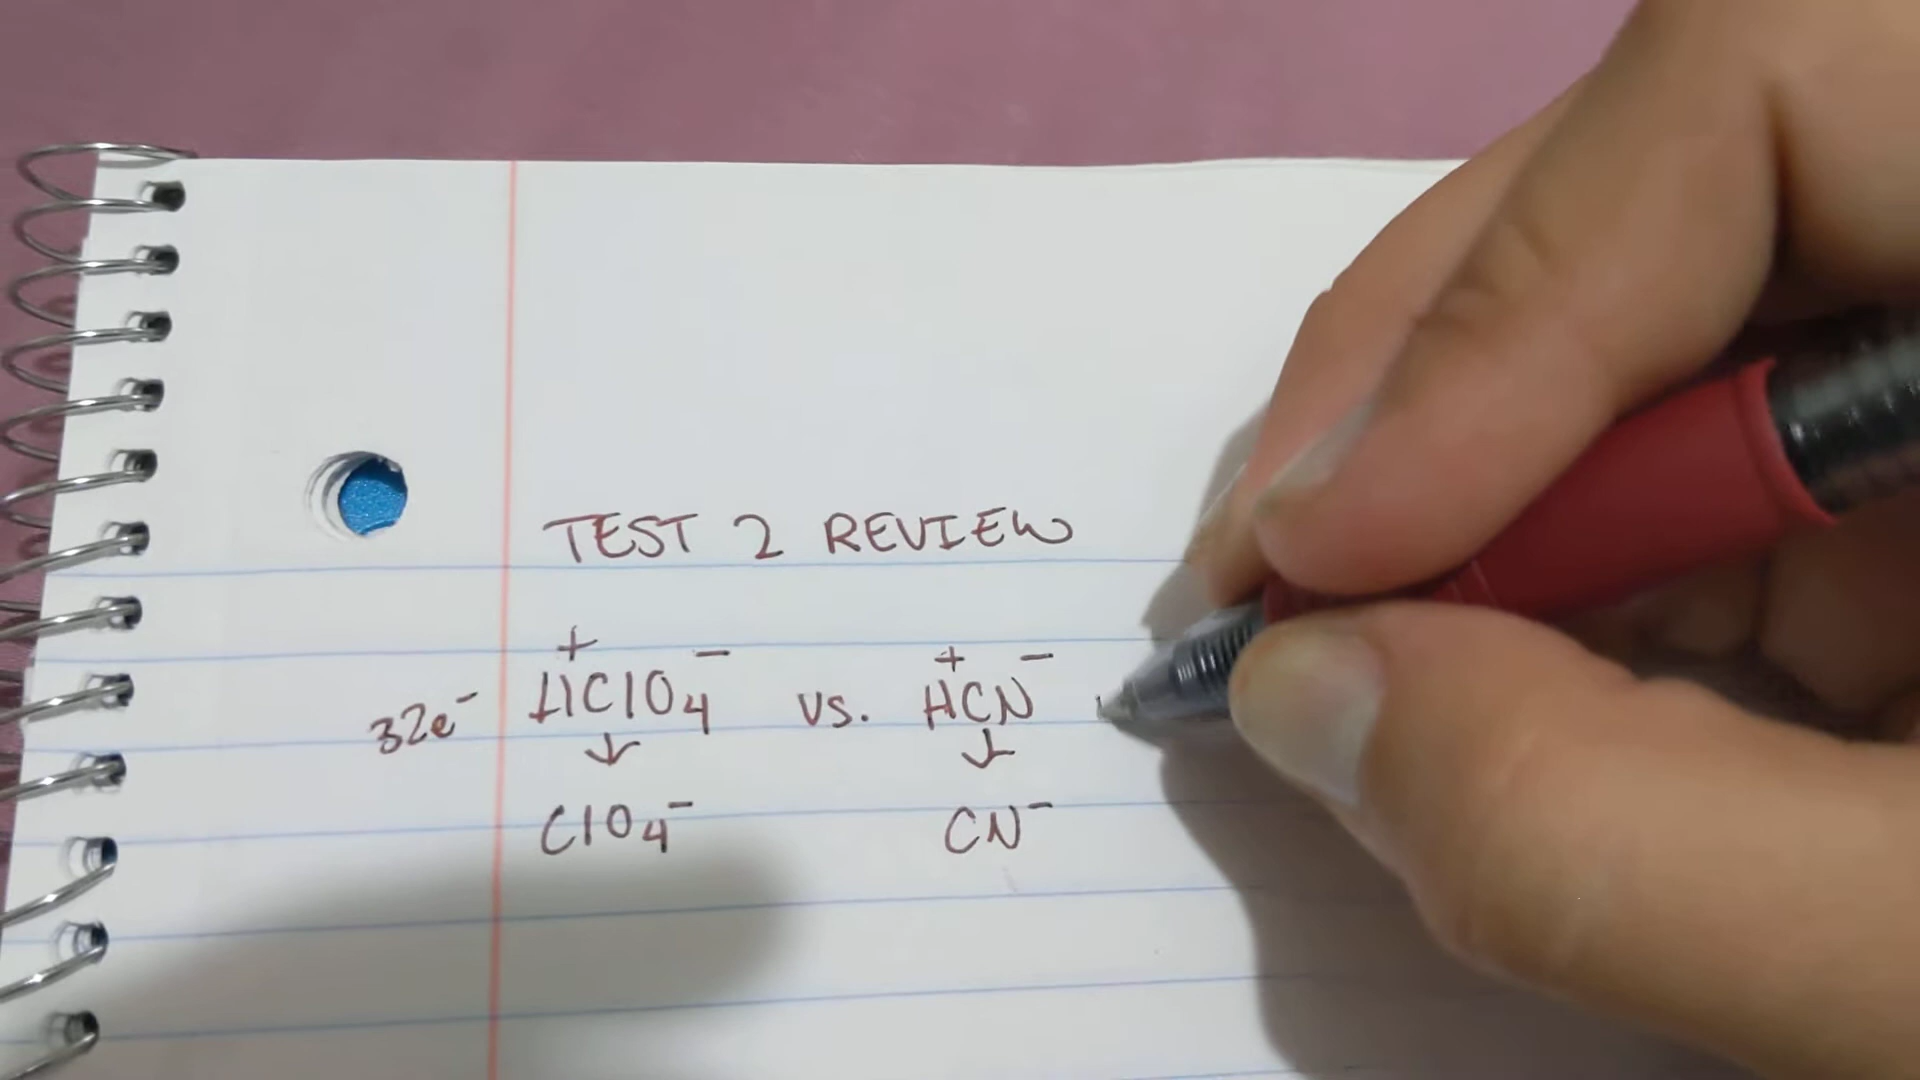 TEST 2 REVIEW
+ − + −
32e⁻ HClO₄ vs. HCN
↓ ↓
ClO₄⁻ CN⁻